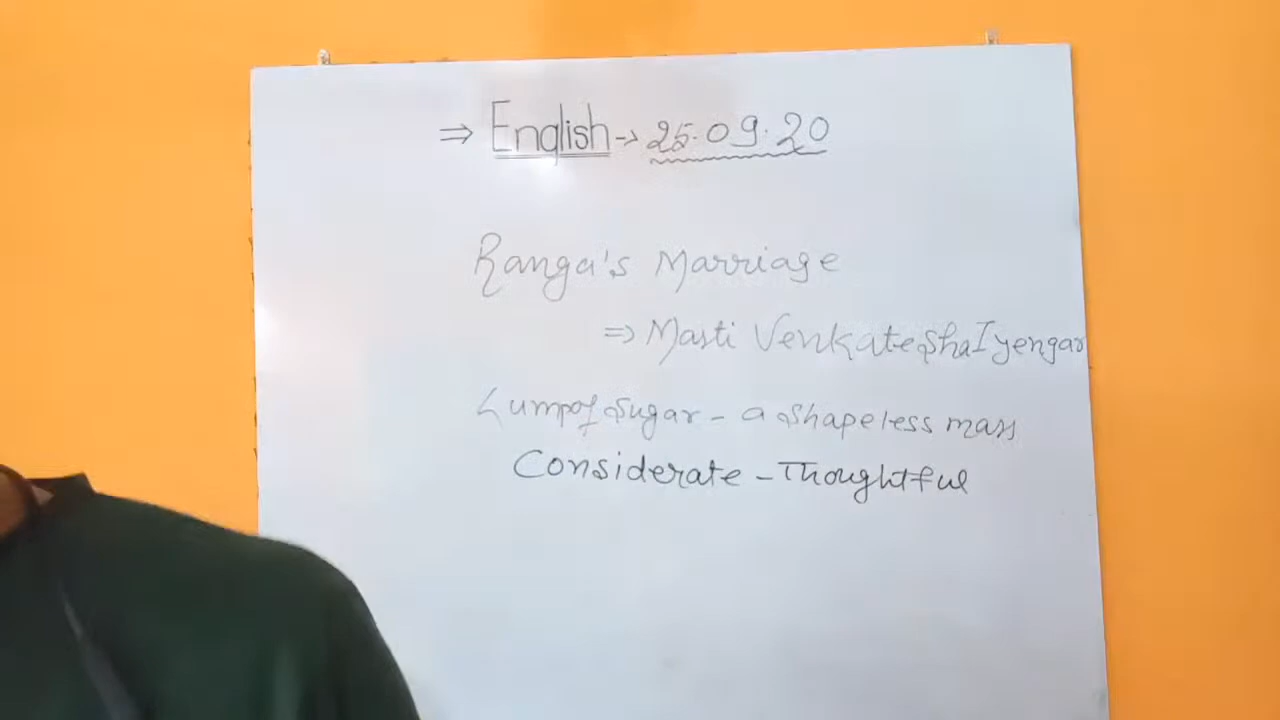 ⇒ English → 25.09.20
Ranga's Marriage
⇒ Masti Venkatesha Iyengar
Lump of Sugar - a shapeless mass
Considerate - Thoughtful